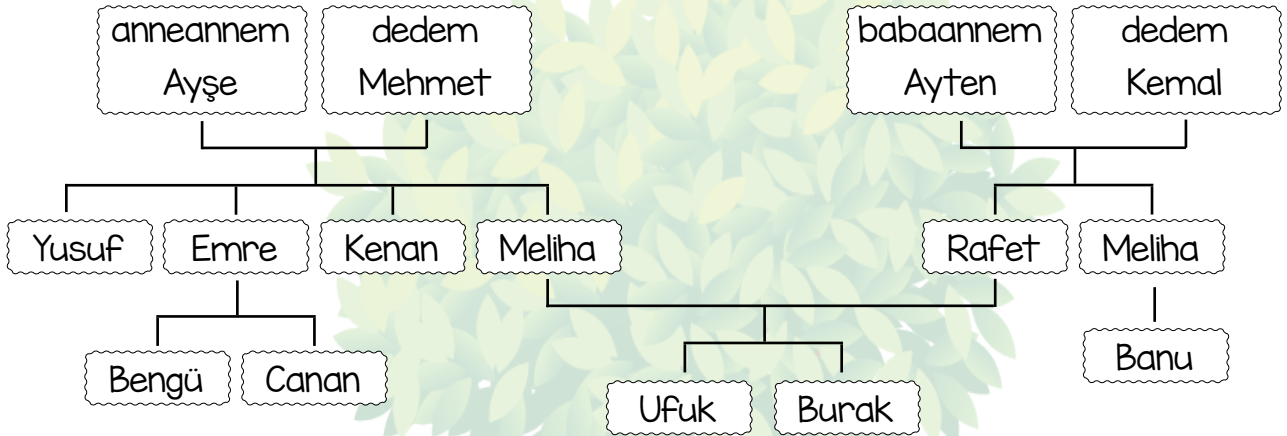 anneannem
Ayşe
dedem
Mehmet
babaannem
Ayten
dedem
Kemal
Yusuf
Emre
Kenan
Meliha
Rafet
Meliha
Bengü
Canan
Ufuk
Burak
Banu